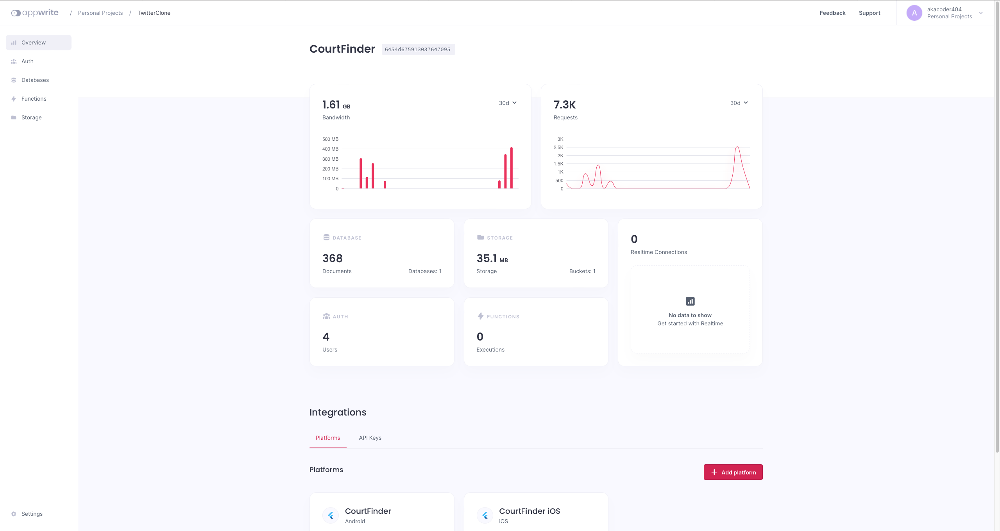 appwrite / Personal Projects / TwitterClone
Feedback Support
A akacoder404
Personal Projects
Overview
Auth
Databases
Functions
Storage
Settings
CourtFinder 6454d675913037647095
1.61 GB 30d
Bandwidth
500 MB
400 MB
300 MB
200 MB
100 MB
0
7.3K 30d
Requests
3K
2.5K
2K
1.5K
1K
500
0
DATABASE
368
Documents Databases: 1
STORAGE
35.1 MB
Storage Buckets: 1
0
Realtime Connections
No data to show
Get started with Realtime
AUTH
4
Users
FUNCTIONS
0
Executions
Integrations
Platforms API Keys
Platforms
Add platform
CourtFinder
Android
CourtFinder iOS
iOS